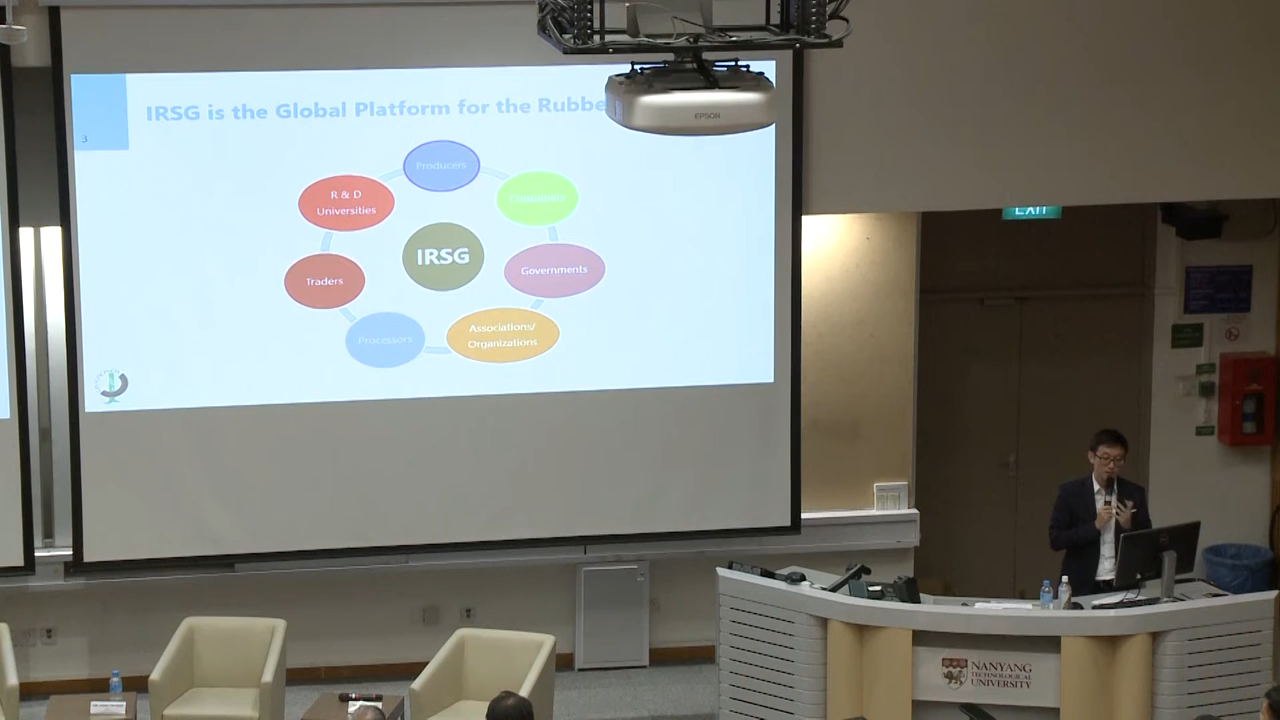 IRSG is the Global Platform for the Rubbe
3
Producers
R & D
Universities
Consumers
IRSG
Governments
Traders
Associations/
Organizations
Processors
EPSON
EXIT
NANYANG
TECHNOLOGICAL
UNIVERSITY